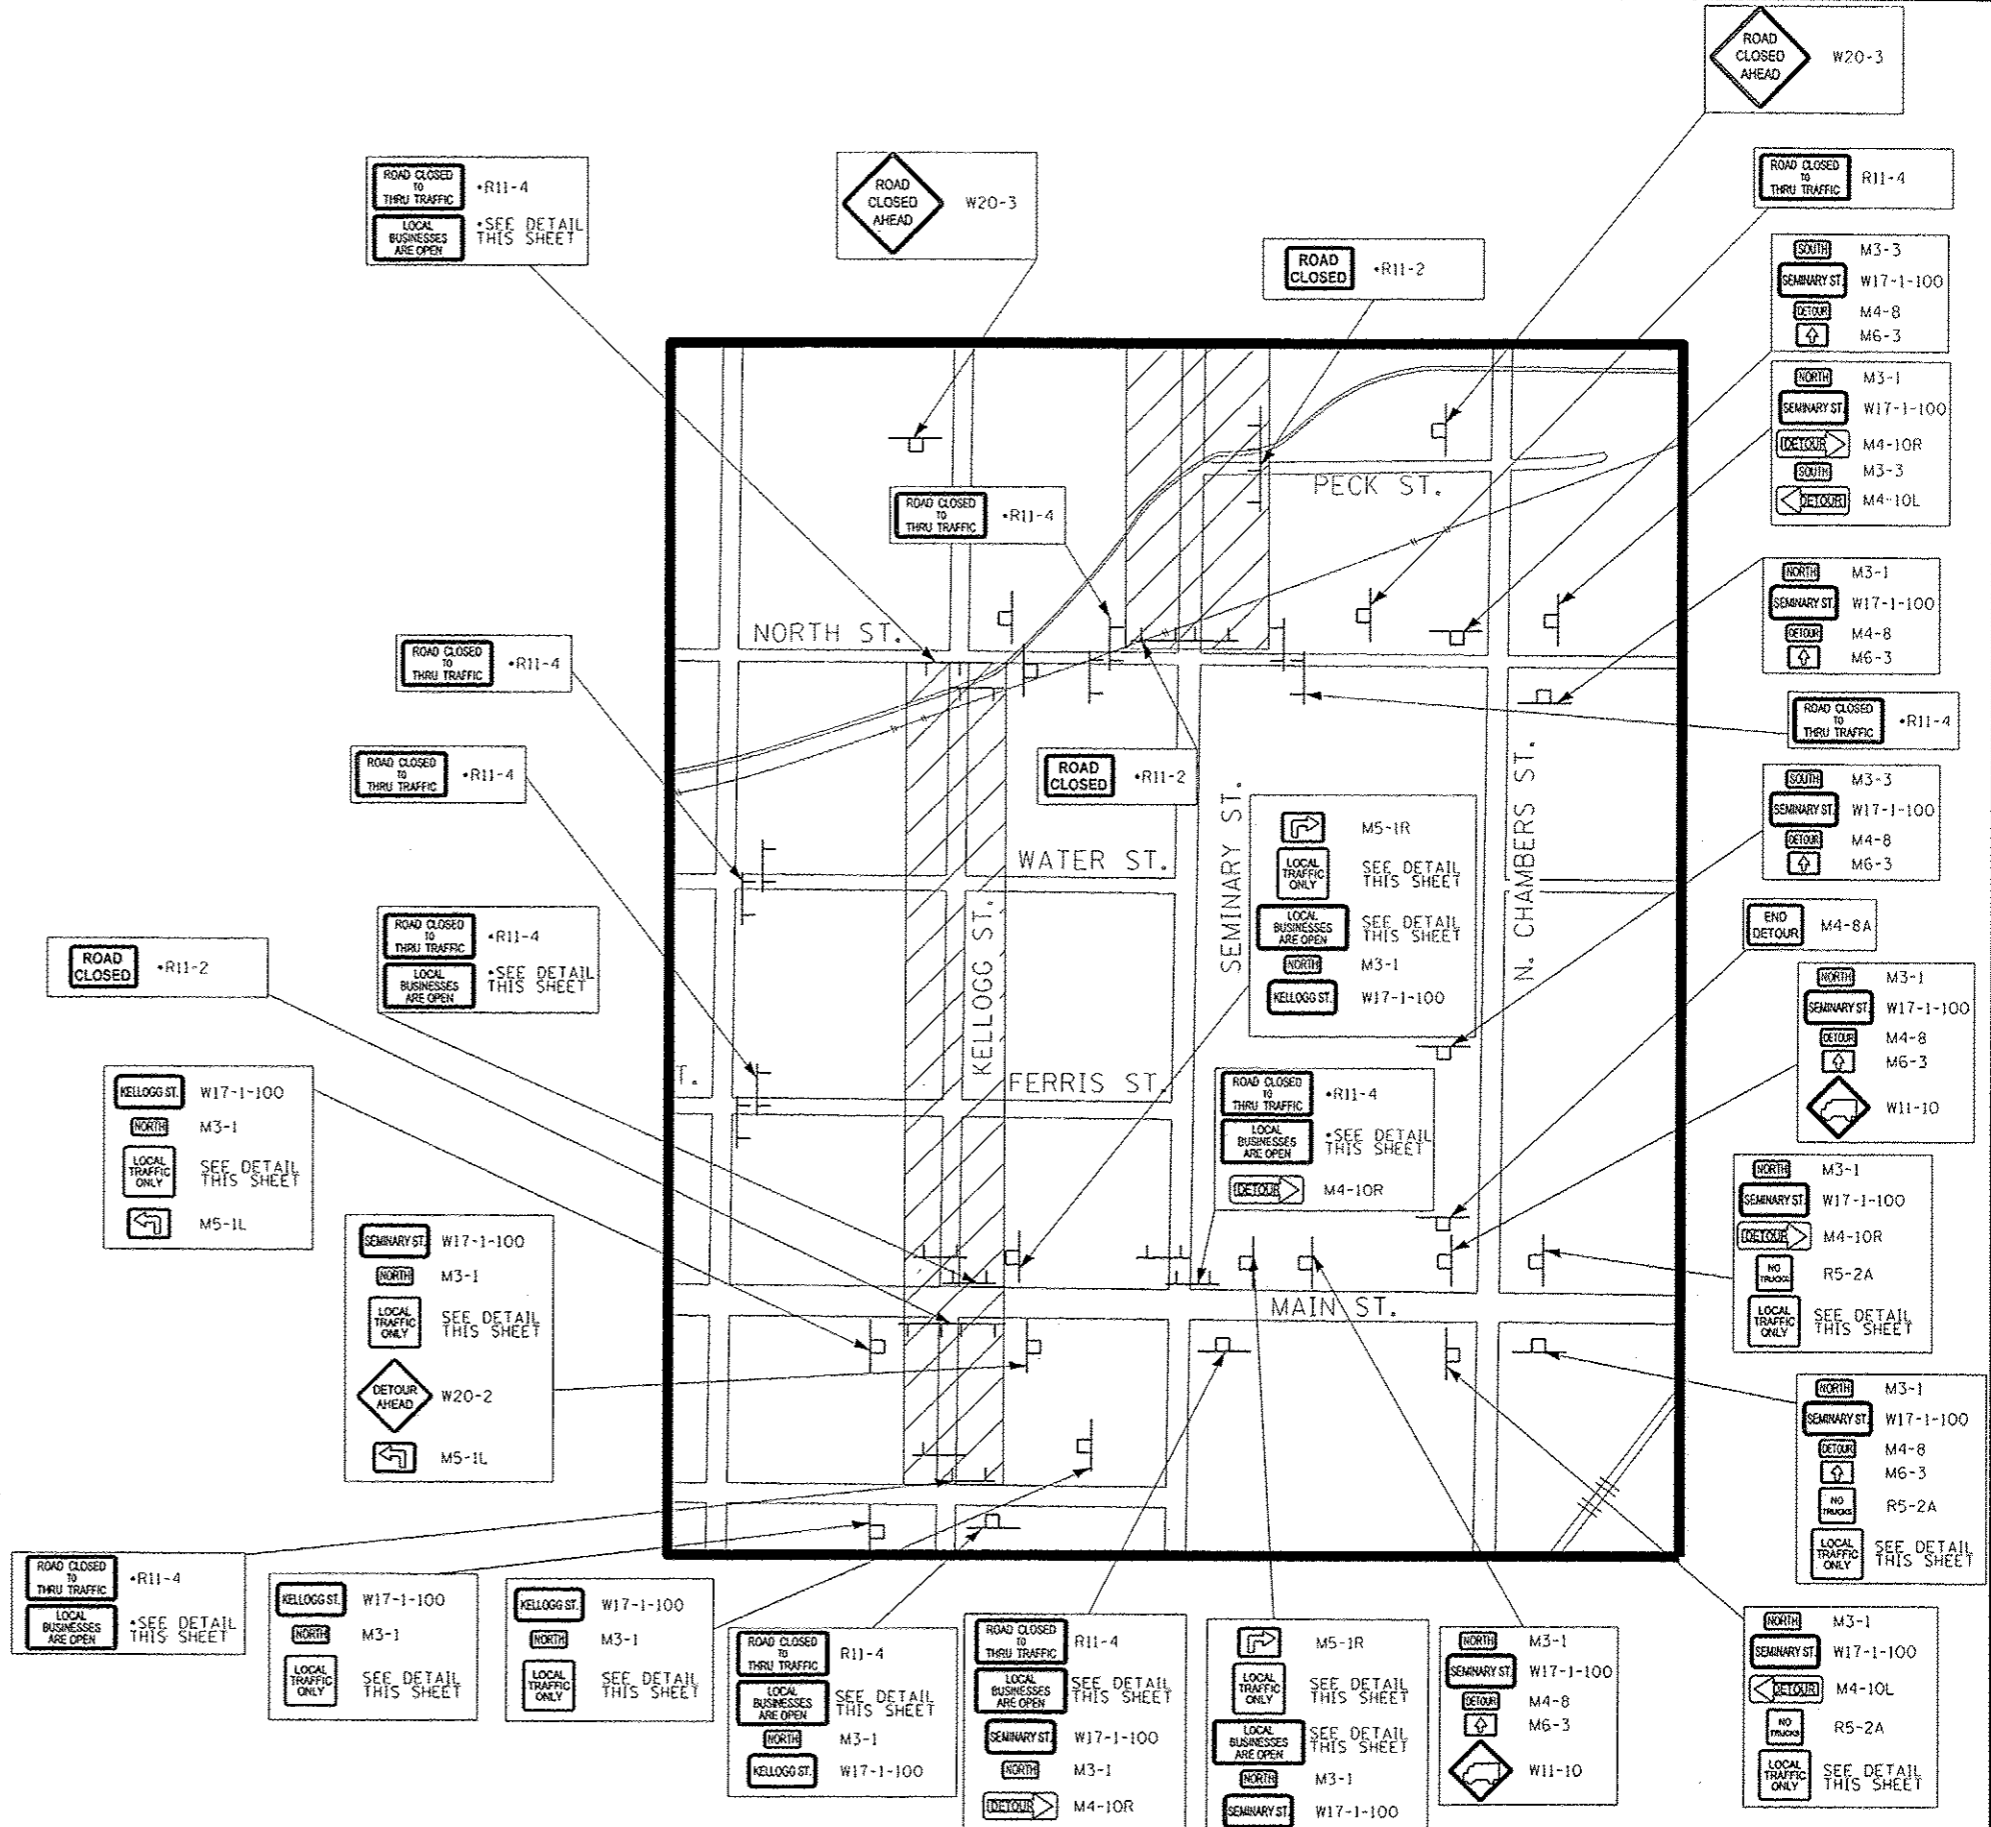 ROAD
CLOSED
AHEAD
W20-3
ROAD CLOSED
TO
THRU TRAFFIC
•R11-4
LOCAL
BUSINESSES
ARE OPEN
•SEE DETAIL
THIS SHEET
ROAD
CLOSED
AHEAD
W20-3
ROAD
CLOSED
•R11-2
ROAD CLOSED
TO
THRU TRAFFIC
R11-4
SOUTH M3-3
SEMINARY ST. W17-1-100
DETOUR M4-8
M6-3
NORTH M3-1
SEMINARY ST. W17-1-100
DETOUR M4-10R
SOUTH M3-3
DETOUR M4-10L
ROAD CLOSED
TO
THRU TRAFFIC
•R11-4
PECK ST.
NORTH ST.
NORTH M3-1
SEMINARY ST. W17-1-100
DETOUR M4-8
M6-3
ROAD CLOSED
TO
THRU TRAFFIC
•R11-4
ROAD CLOSED
TO
THRU TRAFFIC
•R11-4
ROAD CLOSED
TO
THRU TRAFFIC
•R11-4
ROAD
CLOSED
•R11-2
SOUTH M3-3
SEMINARY ST. W17-1-100
DETOUR M4-8
M6-3
WATER ST.
KELLOGG ST.
SEMINARY ST.
N. CHAMBERS ST.
FERRIS ST.
T.
MAIN ST.
M5-1R
LOCAL
TRAFFIC
ONLY
SEE DETAIL
THIS SHEET
LOCAL
BUSINESSES
ARE OPEN
SEE DETAIL
THIS SHEET
NORTH M3-1
KELLOGG ST. W17-1-100
ROAD CLOSED
TO
THRU TRAFFIC
•R11-4
LOCAL
BUSINESSES
ARE OPEN
•SEE DETAIL
THIS SHEET
ROAD
CLOSED
•R11-2
END
DETOUR
M4-8A
NORTH M3-1
SEMINARY ST. W17-1-100
DETOUR M4-8
M6-3
W11-10
KELLOGG ST. W17-1-100
NORTH M3-1
LOCAL
TRAFFIC
ONLY
SEE DETAIL
THIS SHEET
M5-1L
ROAD CLOSED
TO
THRU TRAFFIC
•R11-4
LOCAL
BUSINESSES
ARE OPEN
•SEE DETAIL
THIS SHEET
DETOUR M4-10R
NORTH M3-1
SEMINARY ST. W17-1-100
DETOUR M4-10R
NO
TRUCKS
R5-2A
LOCAL
TRAFFIC
ONLY
SEE DETAIL
THIS SHEET
SEMINARY ST. W17-1-100
NORTH M3-1
LOCAL
TRAFFIC
ONLY
SEE DETAIL
THIS SHEET
DETOUR
AHEAD
W20-2
M5-1L
NORTH M3-1
SEMINARY ST. W17-1-100
DETOUR M4-8
M6-3
NO
TRUCKS
R5-2A
LOCAL
TRAFFIC
ONLY
SEE DETAIL
THIS SHEET
ROAD CLOSED
TO
THRU TRAFFIC
•R11-4
LOCAL
BUSINESSES
ARE OPEN
•SEE DETAIL
THIS SHEET
KELLOGG ST. W17-1-100
NORTH M3-1
LOCAL
TRAFFIC
ONLY
SEE DETAIL
THIS SHEET
KELLOGG ST. W17-1-100
NORTH M3-1
LOCAL
TRAFFIC
ONLY
SEE DETAIL
THIS SHEET
ROAD CLOSED
TO
THRU TRAFFIC
R11-4
LOCAL
BUSINESSES
ARE OPEN
SEE DETAIL
THIS SHEET
NORTH M3-1
KELLOGG ST. W17-1-100
ROAD CLOSED
TO
THRU TRAFFIC
R11-4
LOCAL
BUSINESSES
ARE OPEN
SEE DETAIL
THIS SHEET
SEMINARY ST. W17-1-100
NORTH M3-1
DETOUR M4-10R
M5-1R
LOCAL
TRAFFIC
ONLY
SEE DETAIL
THIS SHEET
LOCAL
BUSINESSES
ARE OPEN
SEE DETAIL
THIS SHEET
NORTH M3-1
SEMINARY ST. W17-1-100
NORTH M3-1
SEMINARY ST. W17-1-100
DETOUR M4-8
M6-3
W11-10
NORTH M3-1
SEMINARY ST. W17-1-100
DETOUR M4-10L
NO
TRUCKS
R5-2A
LOCAL
TRAFFIC
ONLY
SEE DETAIL
THIS SHEET